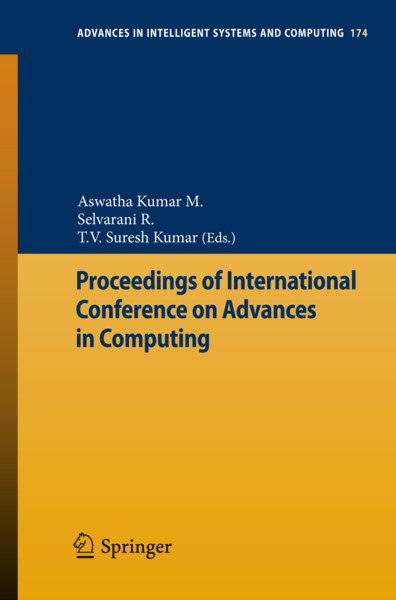 ADVANCES IN INTELLIGENT SYSTEMS AND COMPUTING 174
Aswatha Kumar M.
Selvarani R.
T.V. Suresh Kumar (Eds.)
Proceedings of International
Conference on Advances
in Computing
Springer